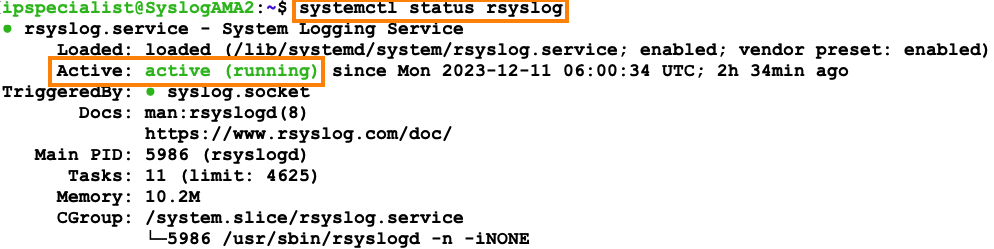 ipspecialist@SyslogAMA2:~$ systemctl status rsyslog
● rsyslog.service - System Logging Service
Loaded: loaded (/lib/systemd/system/rsyslog.service; enabled; vendor preset: enabled)
Active: active (running) since Mon 2023-12-11 06:00:34 UTC; 2h 34min ago
TriggeredBy: ● syslog.socket
Docs: man:rsyslogd(8)
https://www.rsyslog.com/doc/
Main PID: 5986 (rsyslogd)
Tasks: 11 (limit: 4625)
Memory: 10.2M
CGroup: /system.slice/rsyslog.service
└─5986 /usr/sbin/rsyslogd -n -iNONE